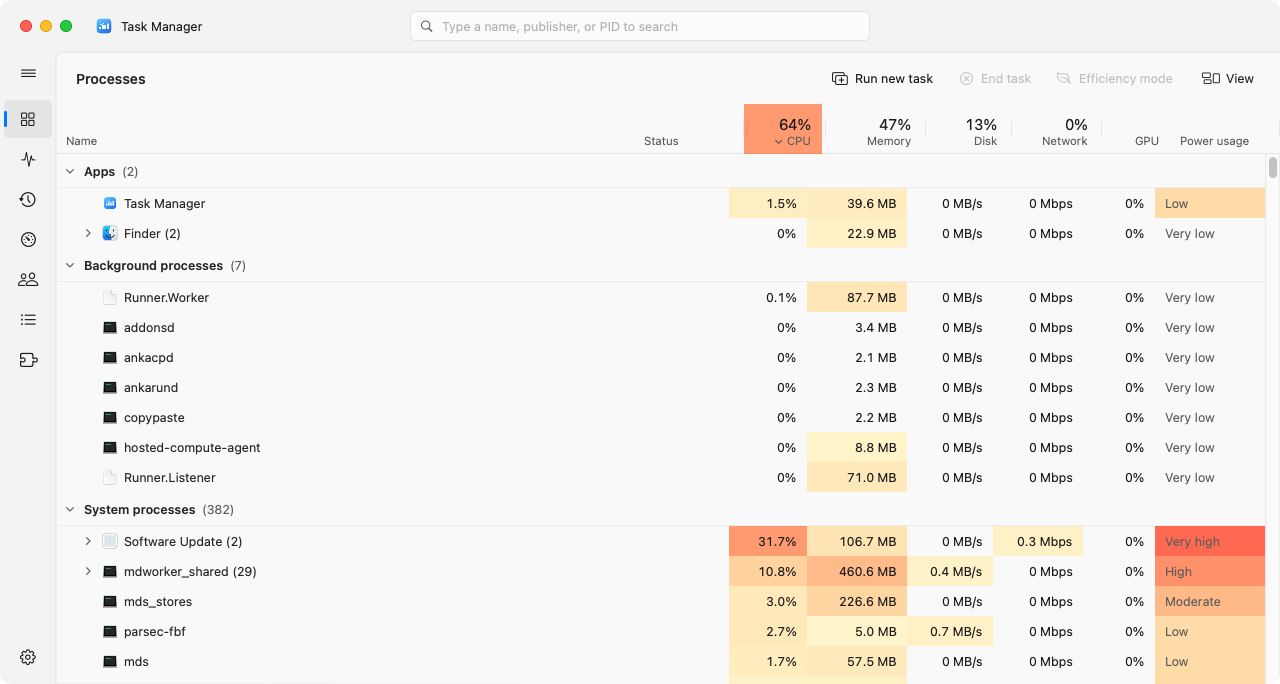 Task Manager
Type a name, publisher, or PID to search
Processes
Run new task End task Efficiency mode View
64% 47% 13% 0%
Name Status CPU Memory Disk Network GPU Power usage
Apps (2)
Task Manager 1.5% 39.6 MB 0 MB/s 0 Mbps 0% Low
Finder (2) 0% 22.9 MB 0 MB/s 0 Mbps 0% Very low
Background processes (7)
Runner.Worker 0.1% 87.7 MB 0 MB/s 0 Mbps 0% Very low
addonsd 0% 3.4 MB 0 MB/s 0 Mbps 0% Very low
ankacpd 0% 2.1 MB 0 MB/s 0 Mbps 0% Very low
ankarund 0% 2.3 MB 0 MB/s 0 Mbps 0% Very low
copypaste 0% 2.2 MB 0 MB/s 0 Mbps 0% Very low
hosted-compute-agent 0% 8.8 MB 0 MB/s 0 Mbps 0% Very low
Runner.Listener 0% 71.0 MB 0 MB/s 0 Mbps 0% Very low
System processes (382)
Software Update (2) 31.7% 106.7 MB 0 MB/s 0.3 Mbps 0% Very high
mdworker_shared (29) 10.8% 460.6 MB 0.4 MB/s 0 Mbps 0% High
mds_stores 3.0% 226.6 MB 0 MB/s 0 Mbps 0% Moderate
parsec-fbf 2.7% 5.0 MB 0.7 MB/s 0 Mbps 0% Low
mds 1.7% 57.5 MB 0 MB/s 0 Mbps 0% Low